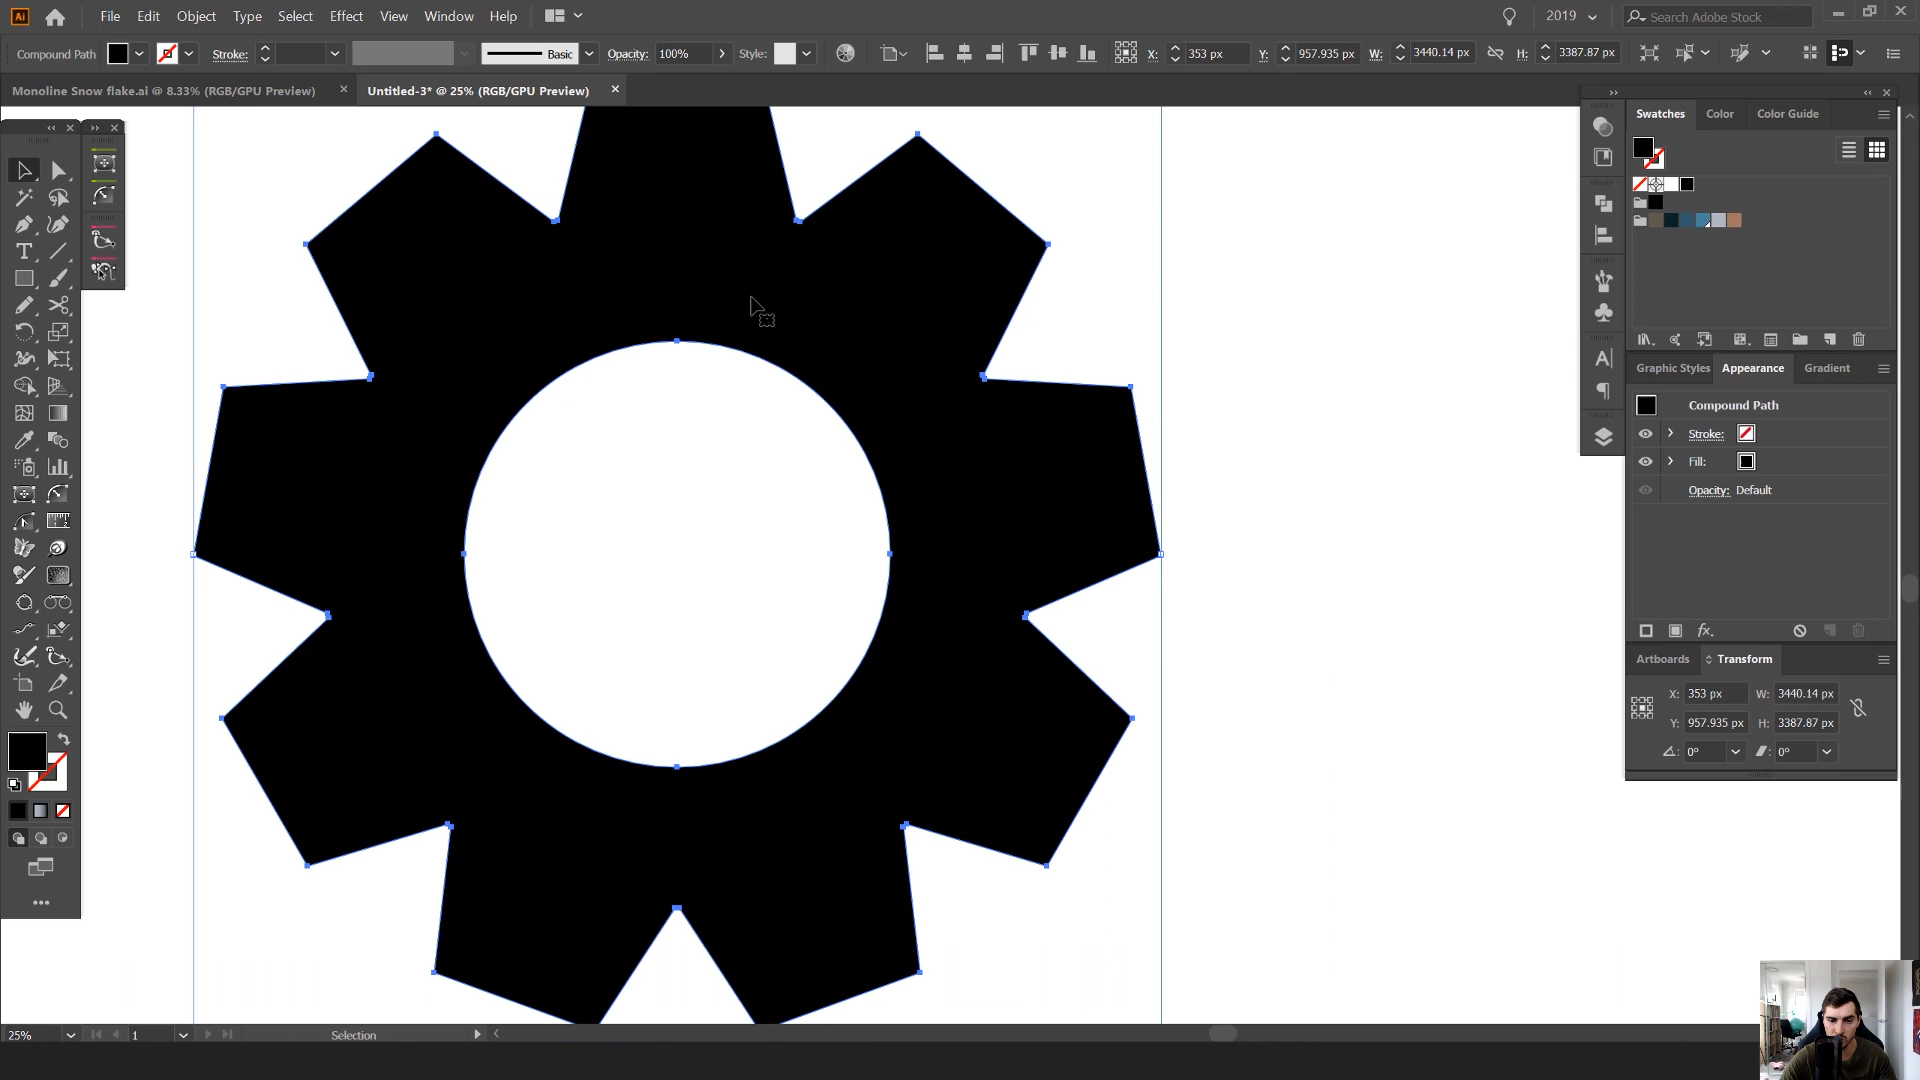 Ai File Edit Object Type Select Effect View Window Help 2019 Search Adobe Stock
Compound Path Stroke: Basic Opacity: 100% Style: X: 353 px Y: 957.935 px W: 3440.14 px H: 3387.87 px
Monoline Snow flake.ai @ 8.33% (RGB/GPU Preview) × Untitled-3* @ 25% (RGB/GPU Preview) ×
Swatches Color Color Guide
Graphic Styles Appearance Gradient
Compound Path
Stroke:
Fill:
Opacity: Default
fx.
Artboards Transform
X: 353 px W: 3440.14 px
Y: 957.935 px H: 3387.87 px
0° 0°
25% 1 Selection